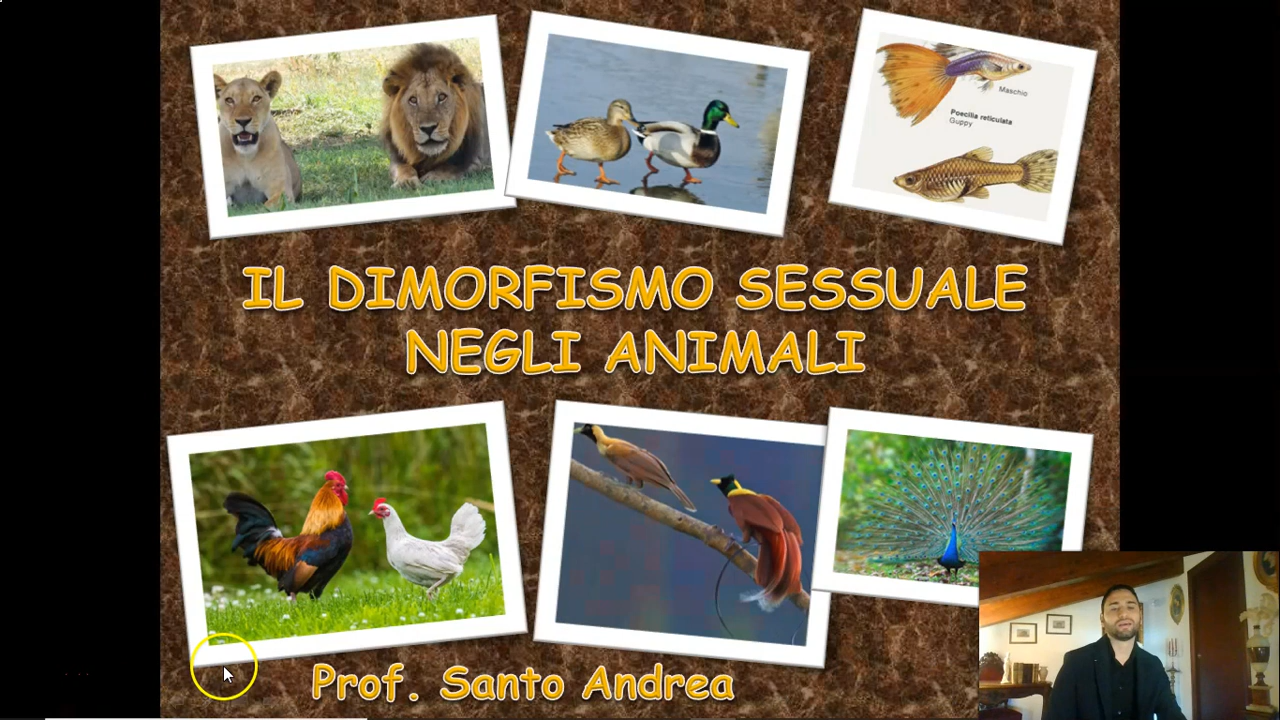 Maschio
Poecilia reticulata
Guppy
IL DIMORFISMO SESSUALE
NEGLI ANIMALI
Prof. Santo Andrea